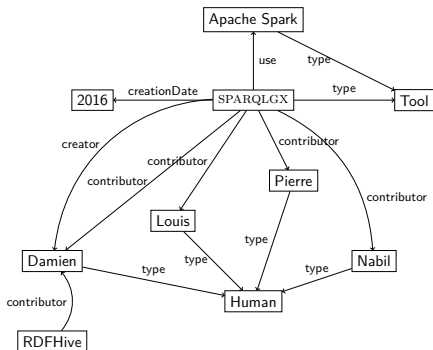 Apache Spark
use
type
2016
creationDate
SPARQLGX
type
Tool
creator
contributor
contributor
contributor
Pierre
contributor
Louis
type
type
Damien
type
type
Nabil
Human
contributor
RDFHive